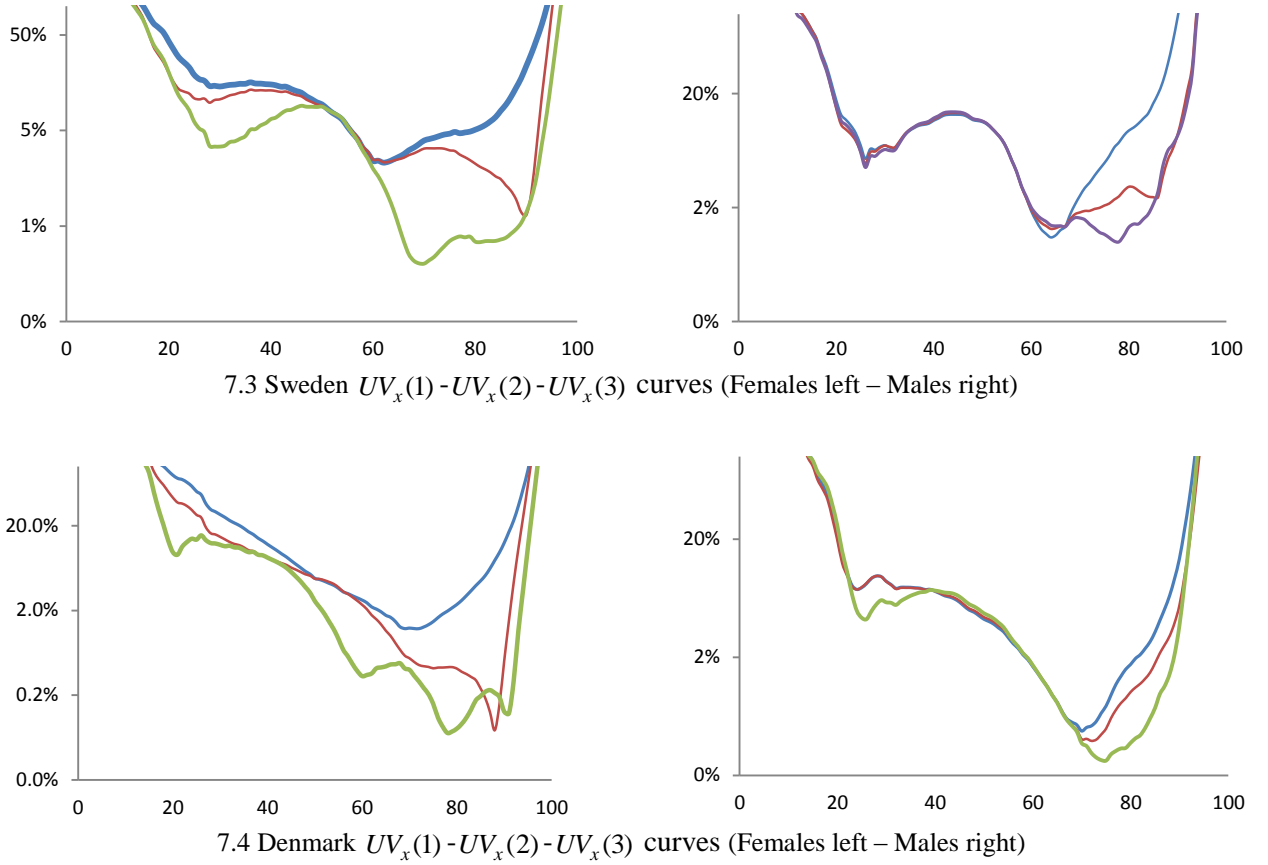 50%
5%
1%
0%
0 20 40 60 80 100
20%
2%
0%
0 20 40 60 80 100
7.3 Sweden UVₓ(1) - UVₓ(2) - UVₓ(3) curves (Females left – Males right)
20.0%
2.0%
0.2%
0.0%
0 20 40 60 80 100
20%
2%
0%
0 20 40 60 80 100
7.4 Denmark UVₓ(1) - UVₓ(2) - UVₓ(3) curves (Females left – Males right)